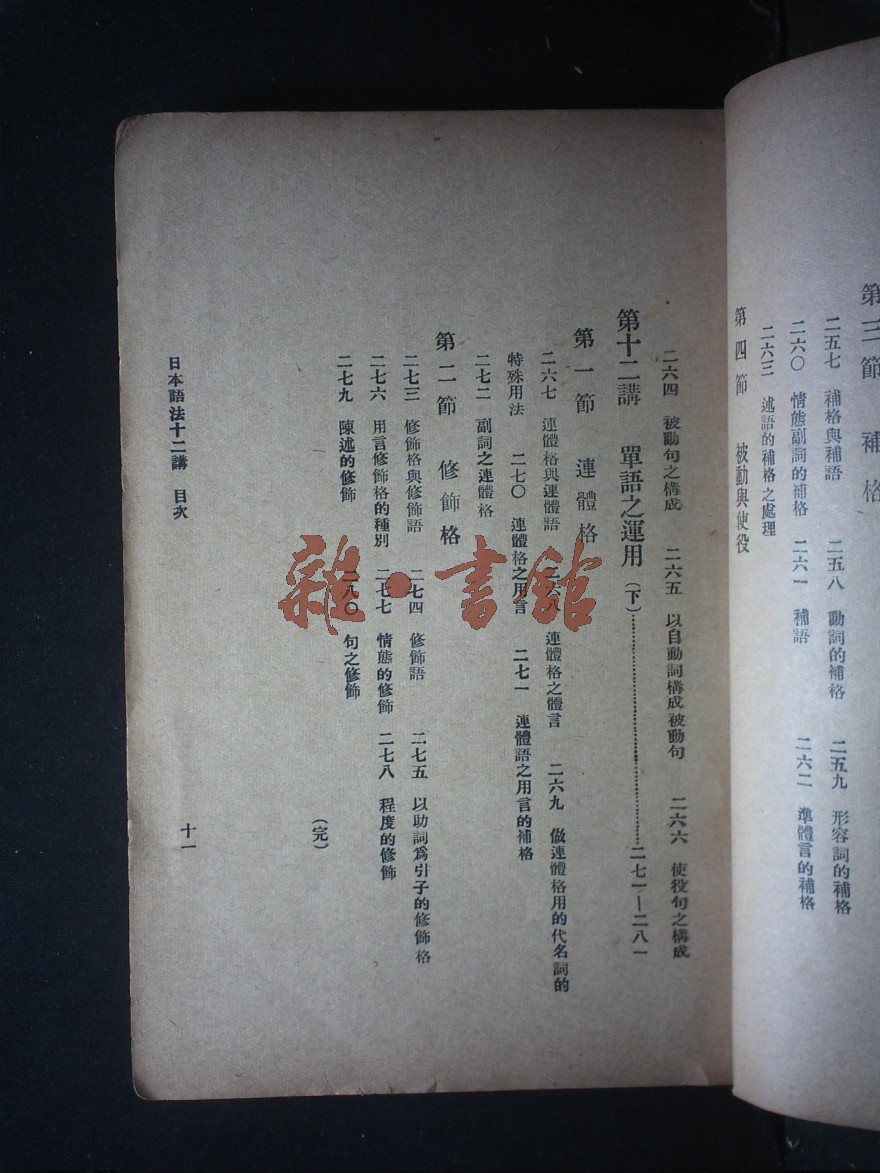 第三節　補格
二五七　補格與補語　二五八　動詞的補格　二五九　形容詞的補格
二六〇　情態副詞的補格　二六一　補語　二六二　準體言的補格
二六三　述語的補格之處理
第四節　被動與使役
二六四　被動句之構成　二六五　以自動詞構成被動句　二六六　使役句之構成
第十二講　單語之運用（下）……………………二七一—二八一
第一節　連體格
二六七　連體格與連體語　二六八　連體格之體言　二六九　做連體格用的代名詞的
特殊用法　二七〇　連體格之用言　二七一　連體語之用言的補格
二七二　副詞之連體格
第二節　修飾格
二七三　修飾格與修飾語　二七四　修飾語　二七五　以助詞爲引子的修飾格
二七六　用言修飾格的種別　二七七　情態的修飾　二七八　程度的修飾
二七九　陳述的修飾　二八〇　句之修飾
（完）
日本語法十二講　目次
十一
雜·書館